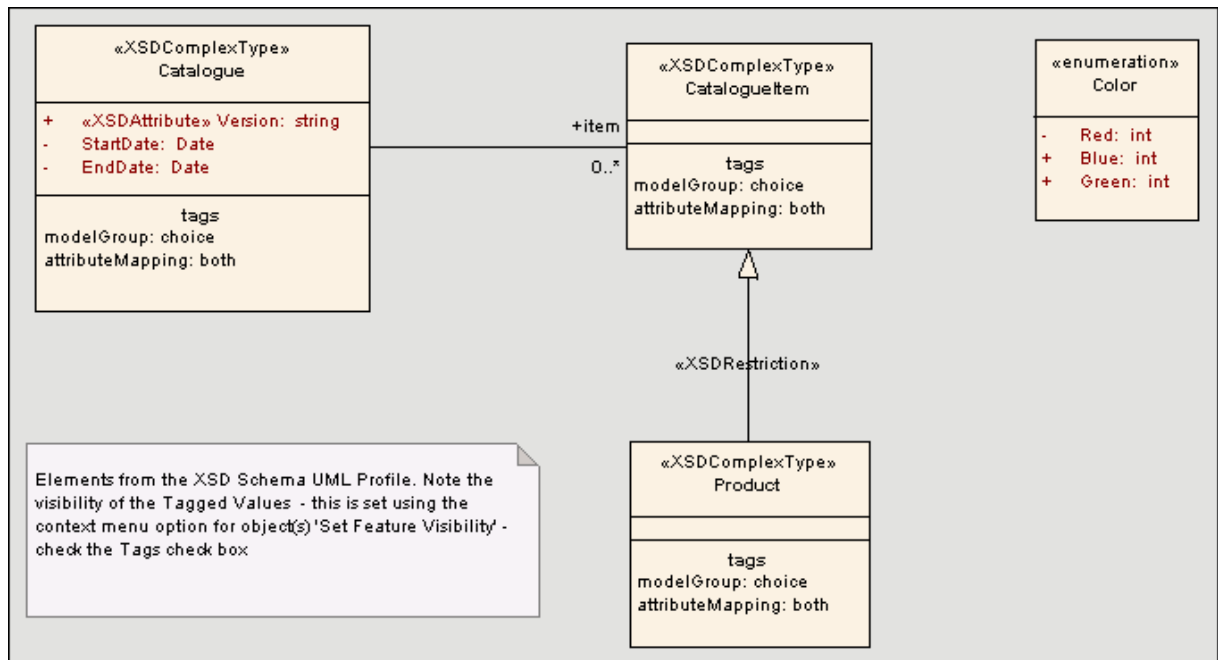 «XSDComplexType»
Catalogue
+ «XSDAttribute» Version: string
- StartDate: Date
- EndDate: Date
tags
modelGroup: choice
attributeMapping: both
+item
0..*
«XSDComplexType»
CatalogueItem
tags
modelGroup: choice
attributeMapping: both
«enumeration»
Color
- Red: int
+ Blue: int
+ Green: int
«XSDRestriction»
Elements from the XSD Schema UML Profile. Note the
visibility of the Tagged Values - this is set using the
context menu option for object(s) 'Set Feature Visibility' -
check the Tags check box
«XSDComplexType»
Product
tags
modelGroup: choice
attributeMapping: both